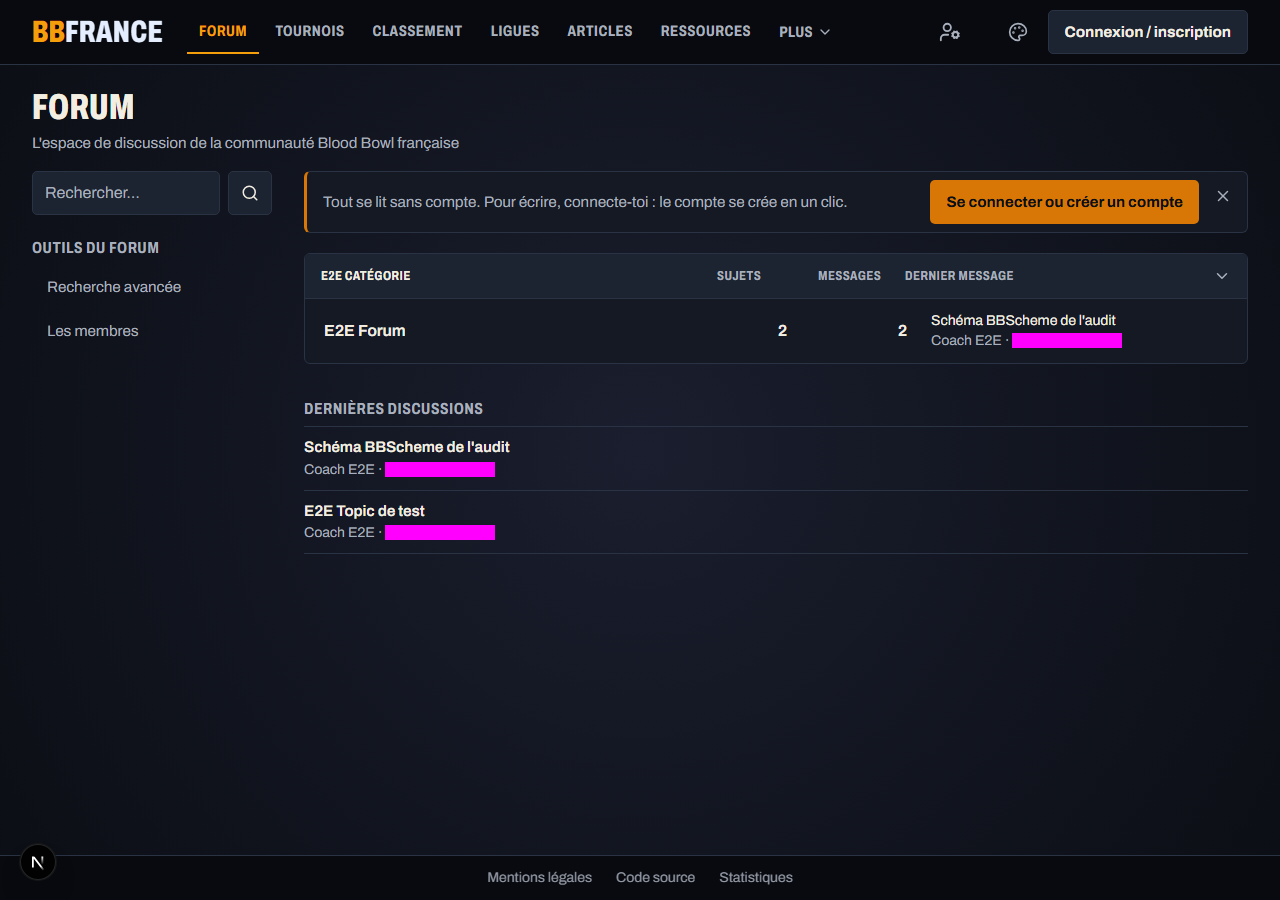 BBFRANCE FORUM TOURNOIS CLASSEMENT LIGUES ARTICLES RESSOURCES PLUS Connexion / inscription
FORUM
L'espace de discussion de la communauté Blood Bowl française
Rechercher...
Tout se lit sans compte. Pour écrire, connecte-toi : le compte se crée en un clic. Se connecter ou créer un compte
OUTILS DU FORUM
Recherche avancée
Les membres
E2E CATÉGORIE SUJETS MESSAGES DERNIER MESSAGE
E2E Forum 2 2 Schéma BBScheme de l'audit
Coach E2E ·
DERNIÈRES DISCUSSIONS
Schéma BBScheme de l'audit
Coach E2E ·
E2E Topic de test
Coach E2E ·
N
Mentions légales Code source Statistiques